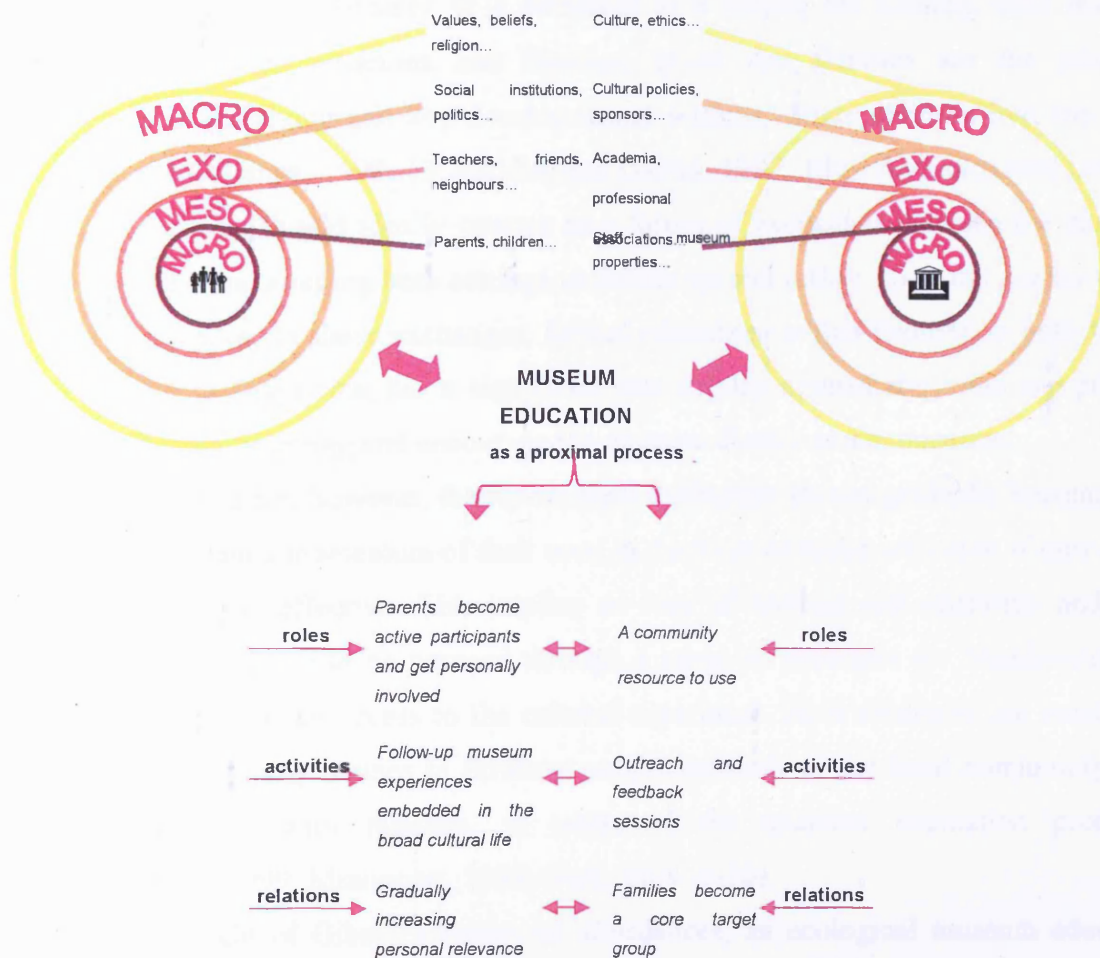 Values, beliefs,
religion...
Culture, ethics...
Social institutions,
politics...
Cultural policies,
sponsors...
Teachers, friends,
neighbours...
Academia,
professional
associations...
Parents, children...
Staff museum
properties...
MACRO
EXO
MESO
MICRO
MACRO
EXO
MESO
MICRO
MUSEUM
EDUCATION
as a proximal process
roles
Parents become
active participants
and get personally
involved
A community
resource to use
roles
activities
Follow-up museum
experiences
embedded in the
broad cultural life
Outreach and
feedback
sessions
activities
relations
Gradually
increasing
personal relevance
Families become
a core target
group
relations